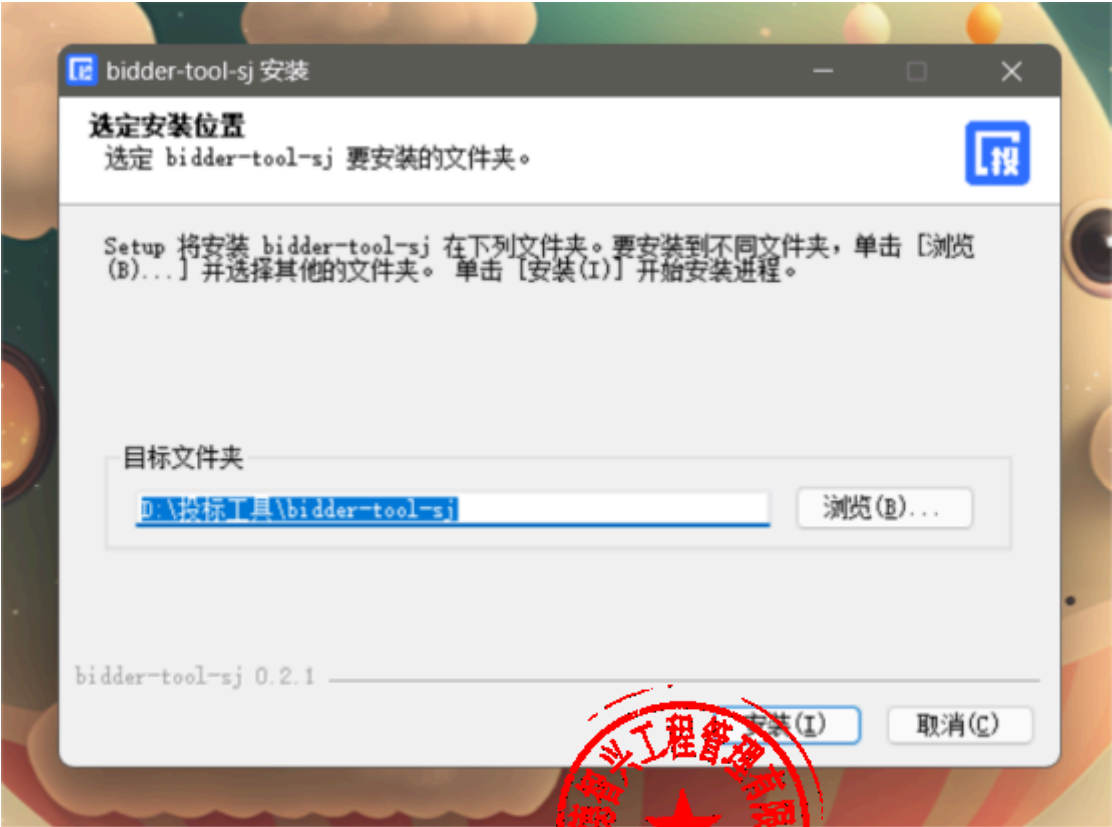 bidder-tool-sj 安装
选定安装位置
选定 bidder-tool-sj 要安装的文件夹。
投
Setup 将安装 bidder-tool-sj 在下列文件夹。要安装到不同文件夹，单击 [浏览
(B)...] 并选择其他的文件夹。 单击 [安装(I)] 开始安装进程。
目标文件夹
D:\投标工具\bidder-tool-sj
浏览(B)...
bidder-tool-sj 0.2.1
安装(I)
取消(C)
智兴工程管理有限